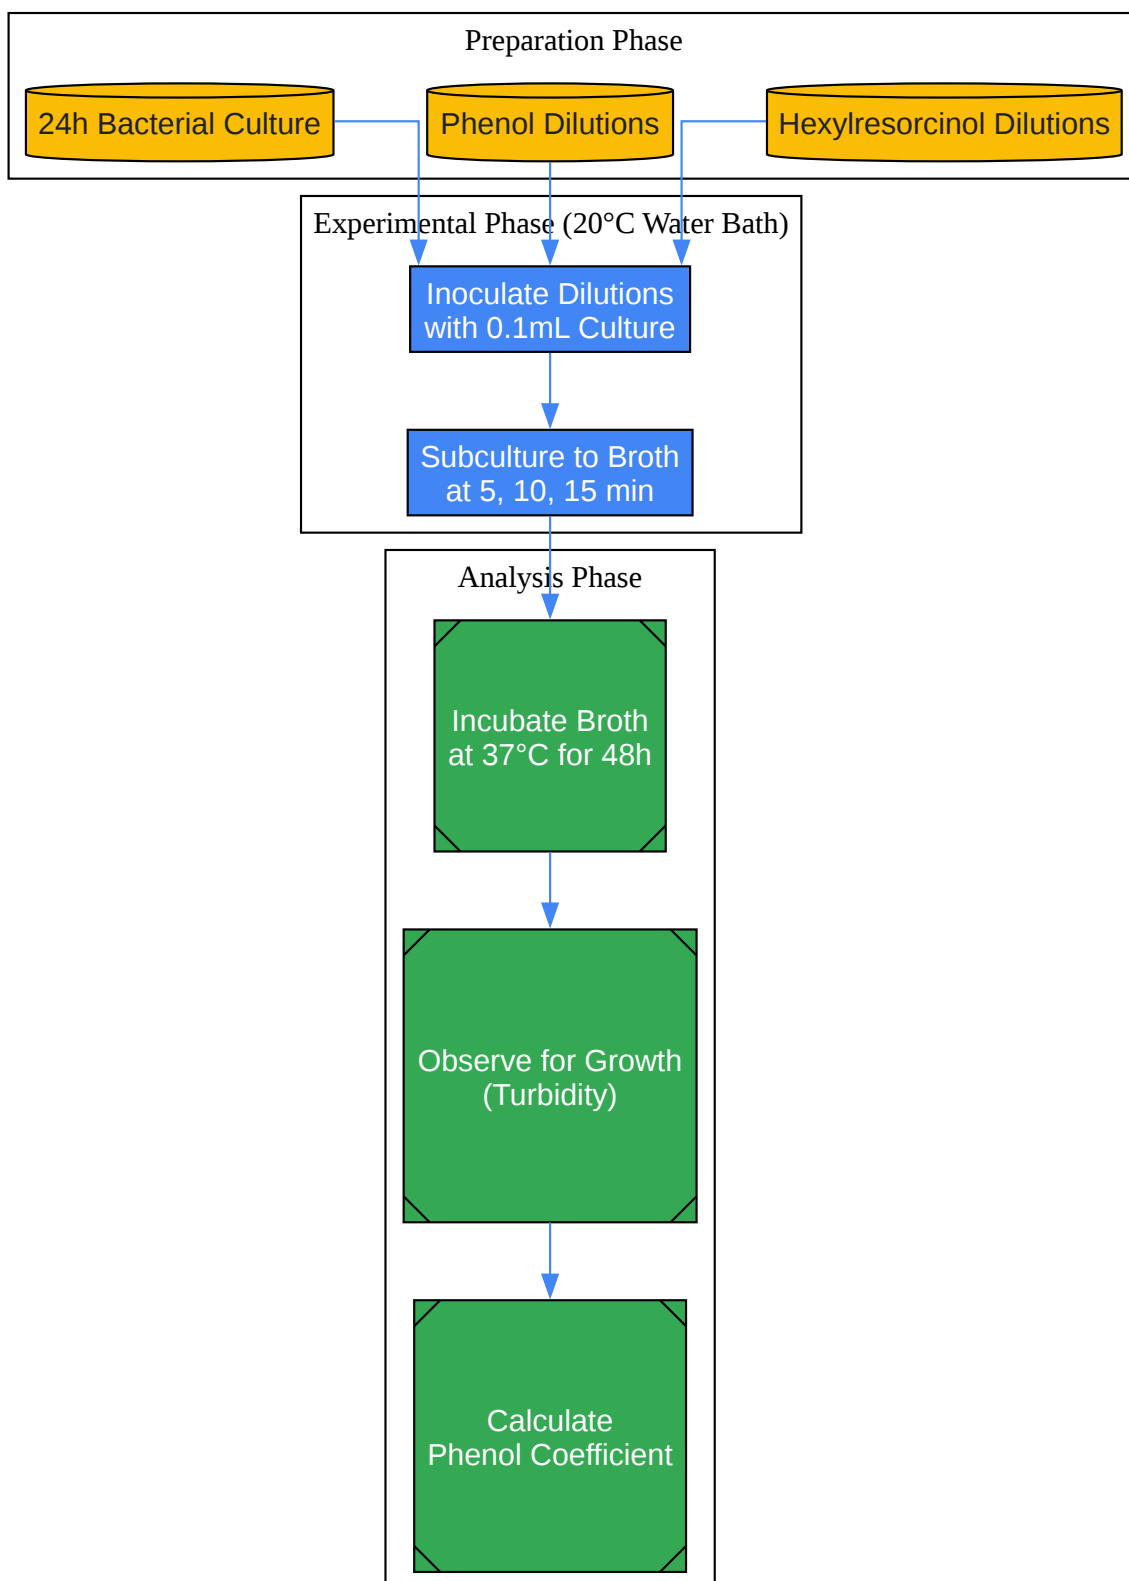 Preparation Phase
24h Bacterial Culture
Phenol Dilutions
Hexylresorcinol Dilutions
Experimental Phase (20°C Water Bath)
Inoculate Dilutions
with 0.1mL Culture
Subculture to Broth
at 5, 10, 15 min
Analysis Phase
Incubate Broth
at 37°C for 48h
Observe for Growth
(Turbidity)
Calculate
Phenol Coefficient